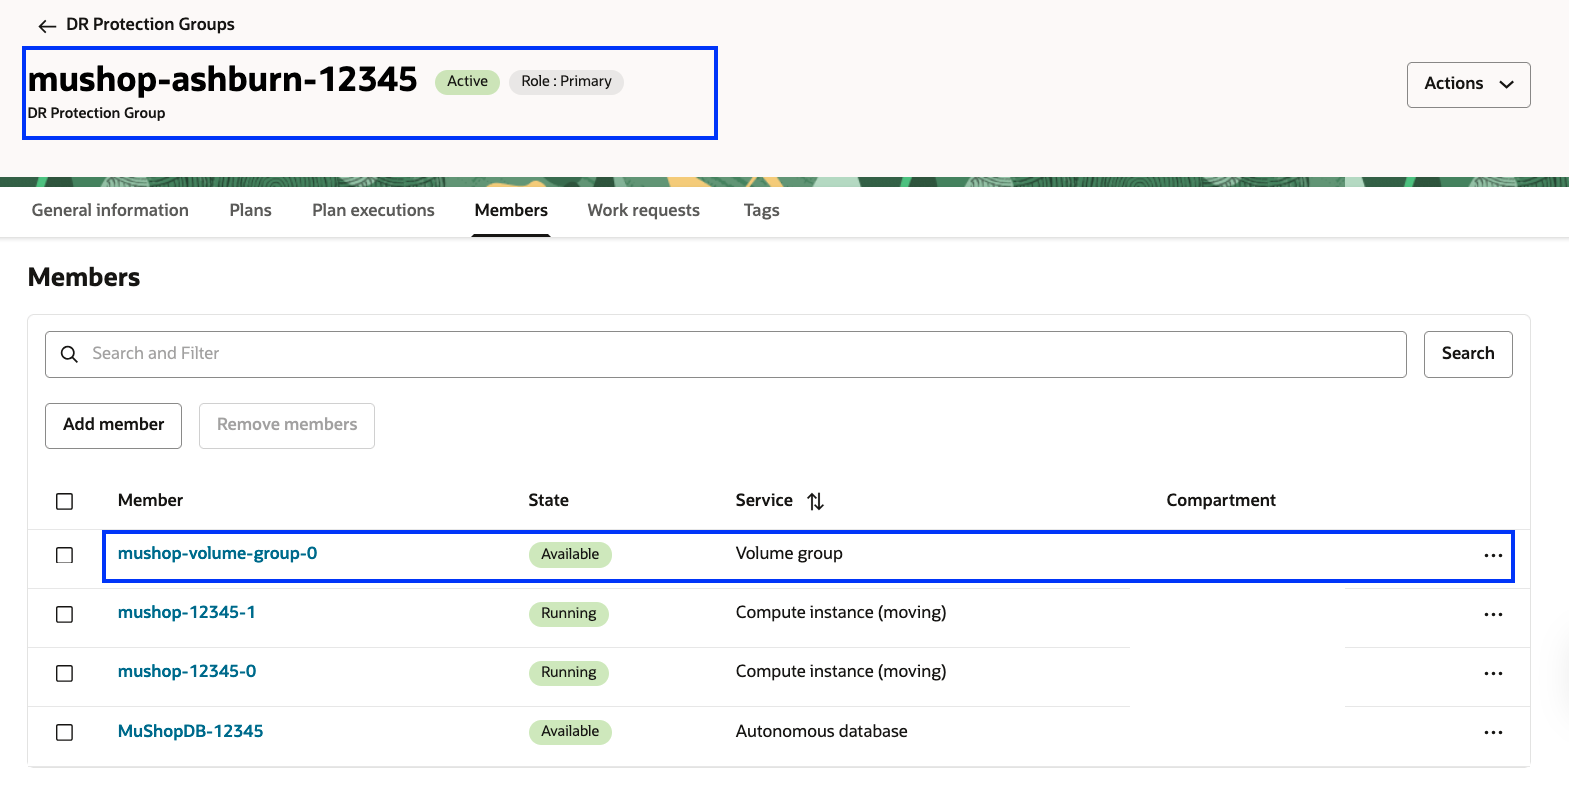 DR Protection Groups
mushop-ashburn-12345 Active Role : Primary
DR Protection Group
Actions
General information Plans Plan executions Members Work requests Tags
Members
Search and Filter Search
Add member Remove members
Member State Service Compartment
mushop-volume-group-0 Available Volume group
mushop-12345-1 Running Compute instance (moving)
mushop-12345-0 Running Compute instance (moving)
MuShopDB-12345 Available Autonomous database